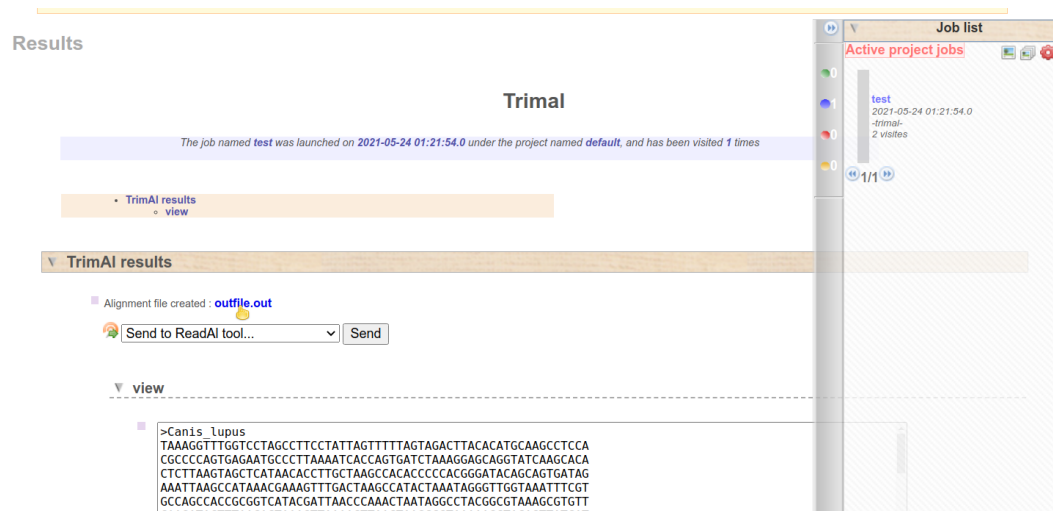 Results
Trimal
The job named test was launched on 2021-05-24 01:21:54.0 under the project named default, and has been visited 1 times
TrimAl results
view
TrimAl results
Alignment file created : outfile.out
Send to ReadAl tool...
Send
view
>Canis_lupus
TAAAGGTTTGGTCCTAGCCTTCCTATTAGTTTTTAGTAGACTTACACATGCAAGCCTCCA
CGCCCCAGTGAGAATGCCCTTAAAATCACCAGTGATCTAAAGGAGCAGGTATCAAGCACA
CTCTTAAGTAGCTCATAACACCTTGCTAAGCCACACCCCCACGGGATACAGCAGTGATAG
AAATTAAGCCATAAACGAAAGTTTGACTAAGCCATACTAAATAGGGTTGGTAAATTTCGT
GCCAGCCACCGCGGTCATACGATTAACCCAAACTAATAGGCCTACGGCGTAAAGCGTGTT
0
1
0
0
Job list
Active project jobs
test
2021-05-24 01:21:54.0
-trimal-
2 visites
1/1